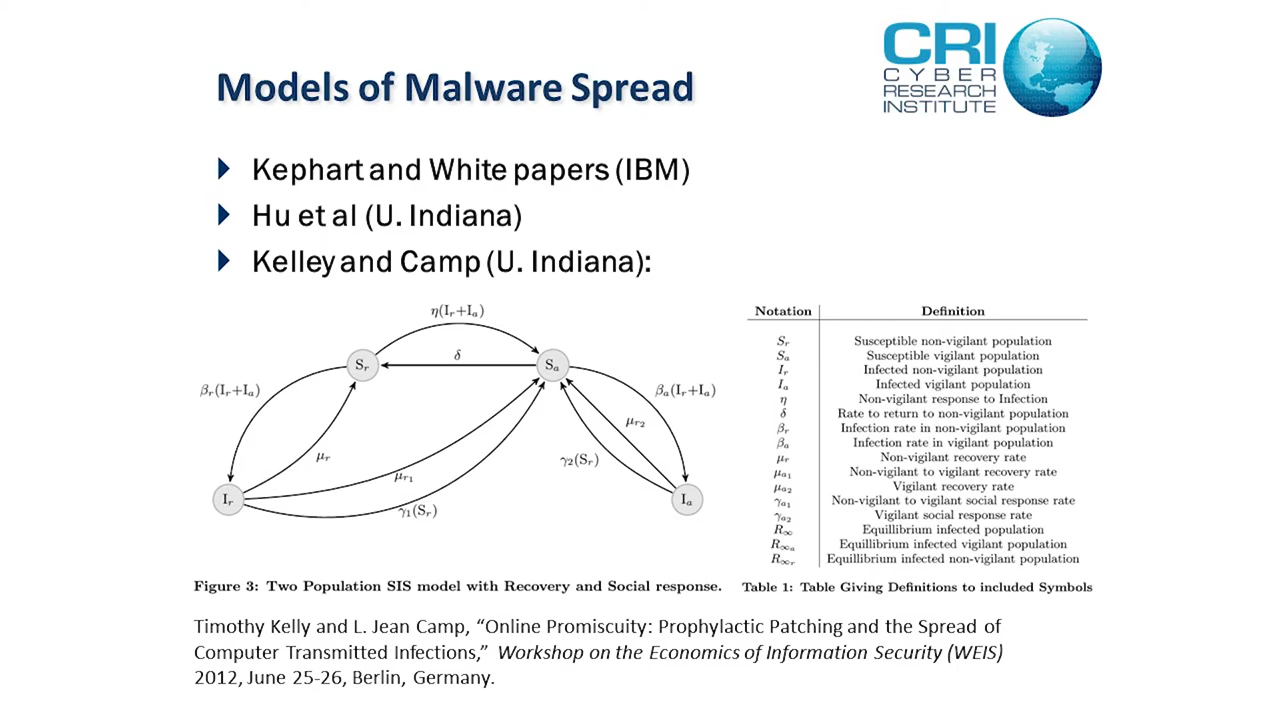 CRI
CYBER
RESEARCH
INSTITUTE
Models of Malware Spread
Kephart and White papers (IBM)
Hu et al (U. Indiana)
Kelley and Camp (U. Indiana):
η(Iᵣ+Iₐ)
Sᵣ
δ
Sₐ
βᵣ(Iᵣ+Iₐ)
βₐ(Iᵣ+Iₐ)
μᵣ
μᵣ₁
γ₁(Sᵣ)
γ₂(Sᵣ)
μᵣ₂
Iᵣ
Iₐ
Figure 3: Two Population SIS model with Recovery and Social response.
Notation Definition
Sᵣ Susceptible non-vigilant population
Sₐ Susceptible vigilant population
Iᵣ Infected non-vigilant population
Iₐ Infected vigilant population
η Non-vigilant response to Infection
δ Rate to return to non-vigilant population
βᵣ Infection rate in non-vigilant population
βₐ Infection rate in vigilant population
μᵣ Non-vigilant recovery rate
μₐ₁ Non-vigilant to vigilant recovery rate
μₐ₂ Vigilant recovery rate
γₐ₁ Non-vigilant to vigilant social response rate
γₐ₂ Vigilant social response rate
R∞ Equilibrium infected population
R∞ₐ Equilibrium infected vigilant population
R∞ᵣ Equilibrium infected non-vigilant population
Table 1: Table Giving Definitions to included Symbols
Timothy Kelly and L. Jean Camp, “Online Promiscuity: Prophylactic Patching and the Spread of
Computer Transmitted Infections,” Workshop on the Economics of Information Security (WEIS)
2012, June 25-26, Berlin, Germany.